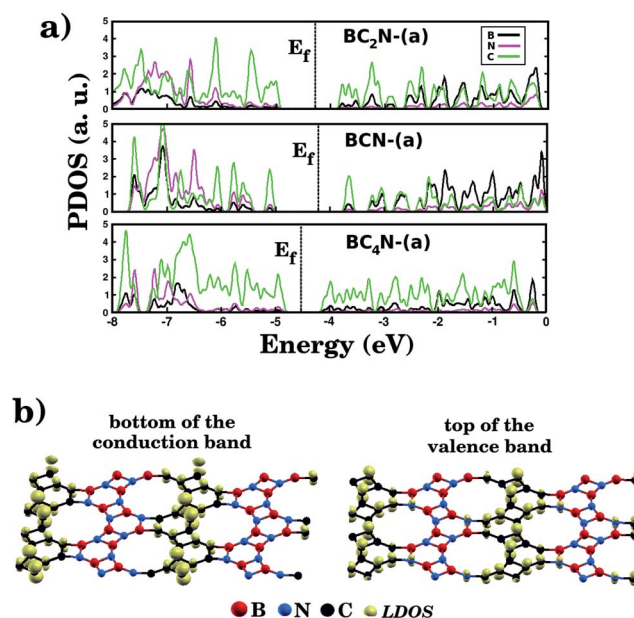 a)
PDOS (a. u.)
5
4
3
2
1
0
E_f
BC₂N-(a)
B
N
C
5
4
3
2
1
0
E_f
BCN-(a)
5
4
3
2
1
0
E_f
BC₄N-(a)
-8 -7 -6 -5 -4 -3 -2 -1 0
Energy (eV)
b)
bottom of the
conduction band
top of the
valence band
B N C LDOS